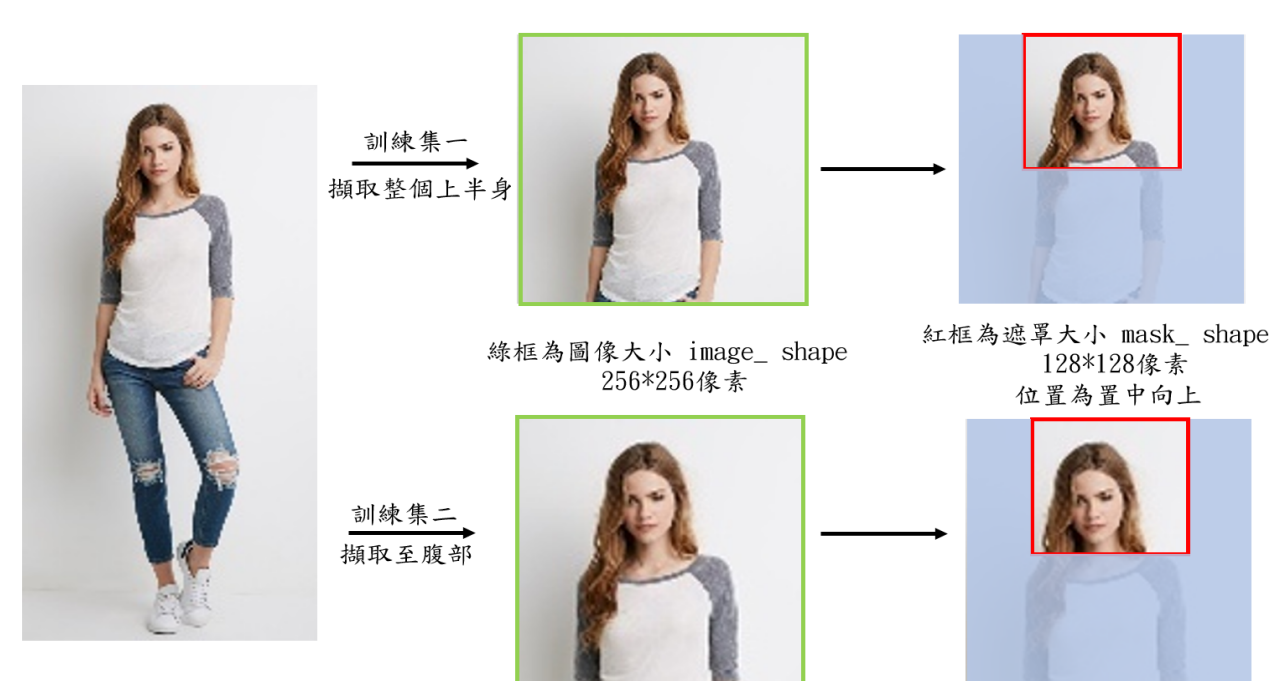 訓練集一
擷取整個上半身
綠框為圖像大小 image_ shape
256*256像素
紅框為遮罩大小 mask_ shape
128*128像素
位置為置中向上
訓練集二
擷取至腹部